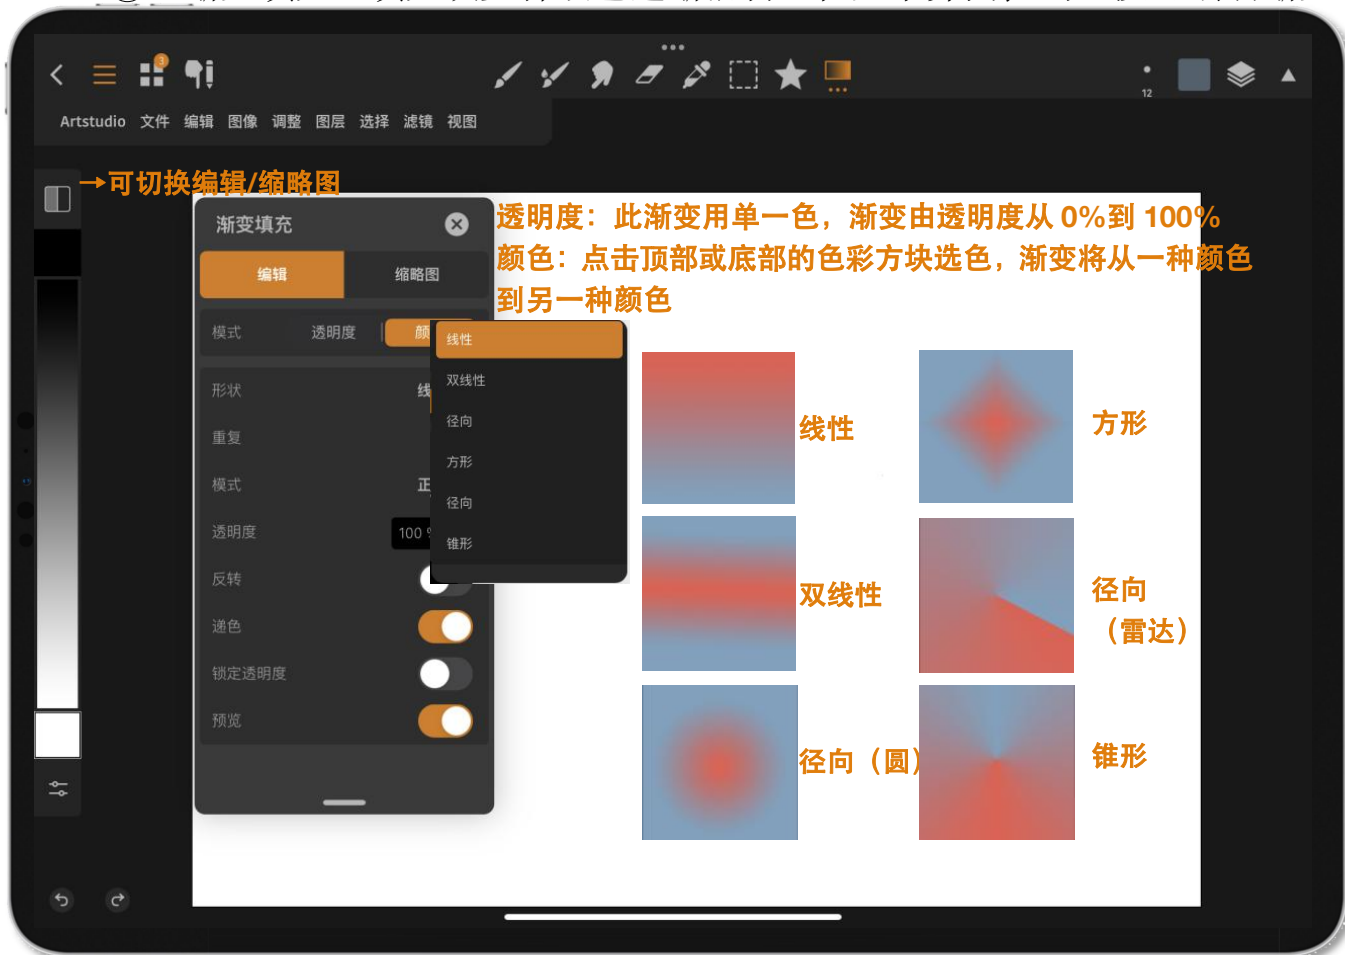 3
12
Artstudio 文件 编辑 图像 调整 图层 选择 滤镜 视图
→可切换编辑/缩略图
渐变填充
编辑 缩略图
模式 透明度
形状
重复
模式
透明度 100 %
反转
递色
锁定透明度
预览
线性
双线性
径向
方形
径向
锥形
透明度：此渐变用单一色，渐变由透明度从 0%到 100%
颜色：点击顶部或底部的色彩方块选色，渐变将从一种颜色
到另一种颜色
线性
方形
双线性
径向
（雷达）
径向（圆）
锥形